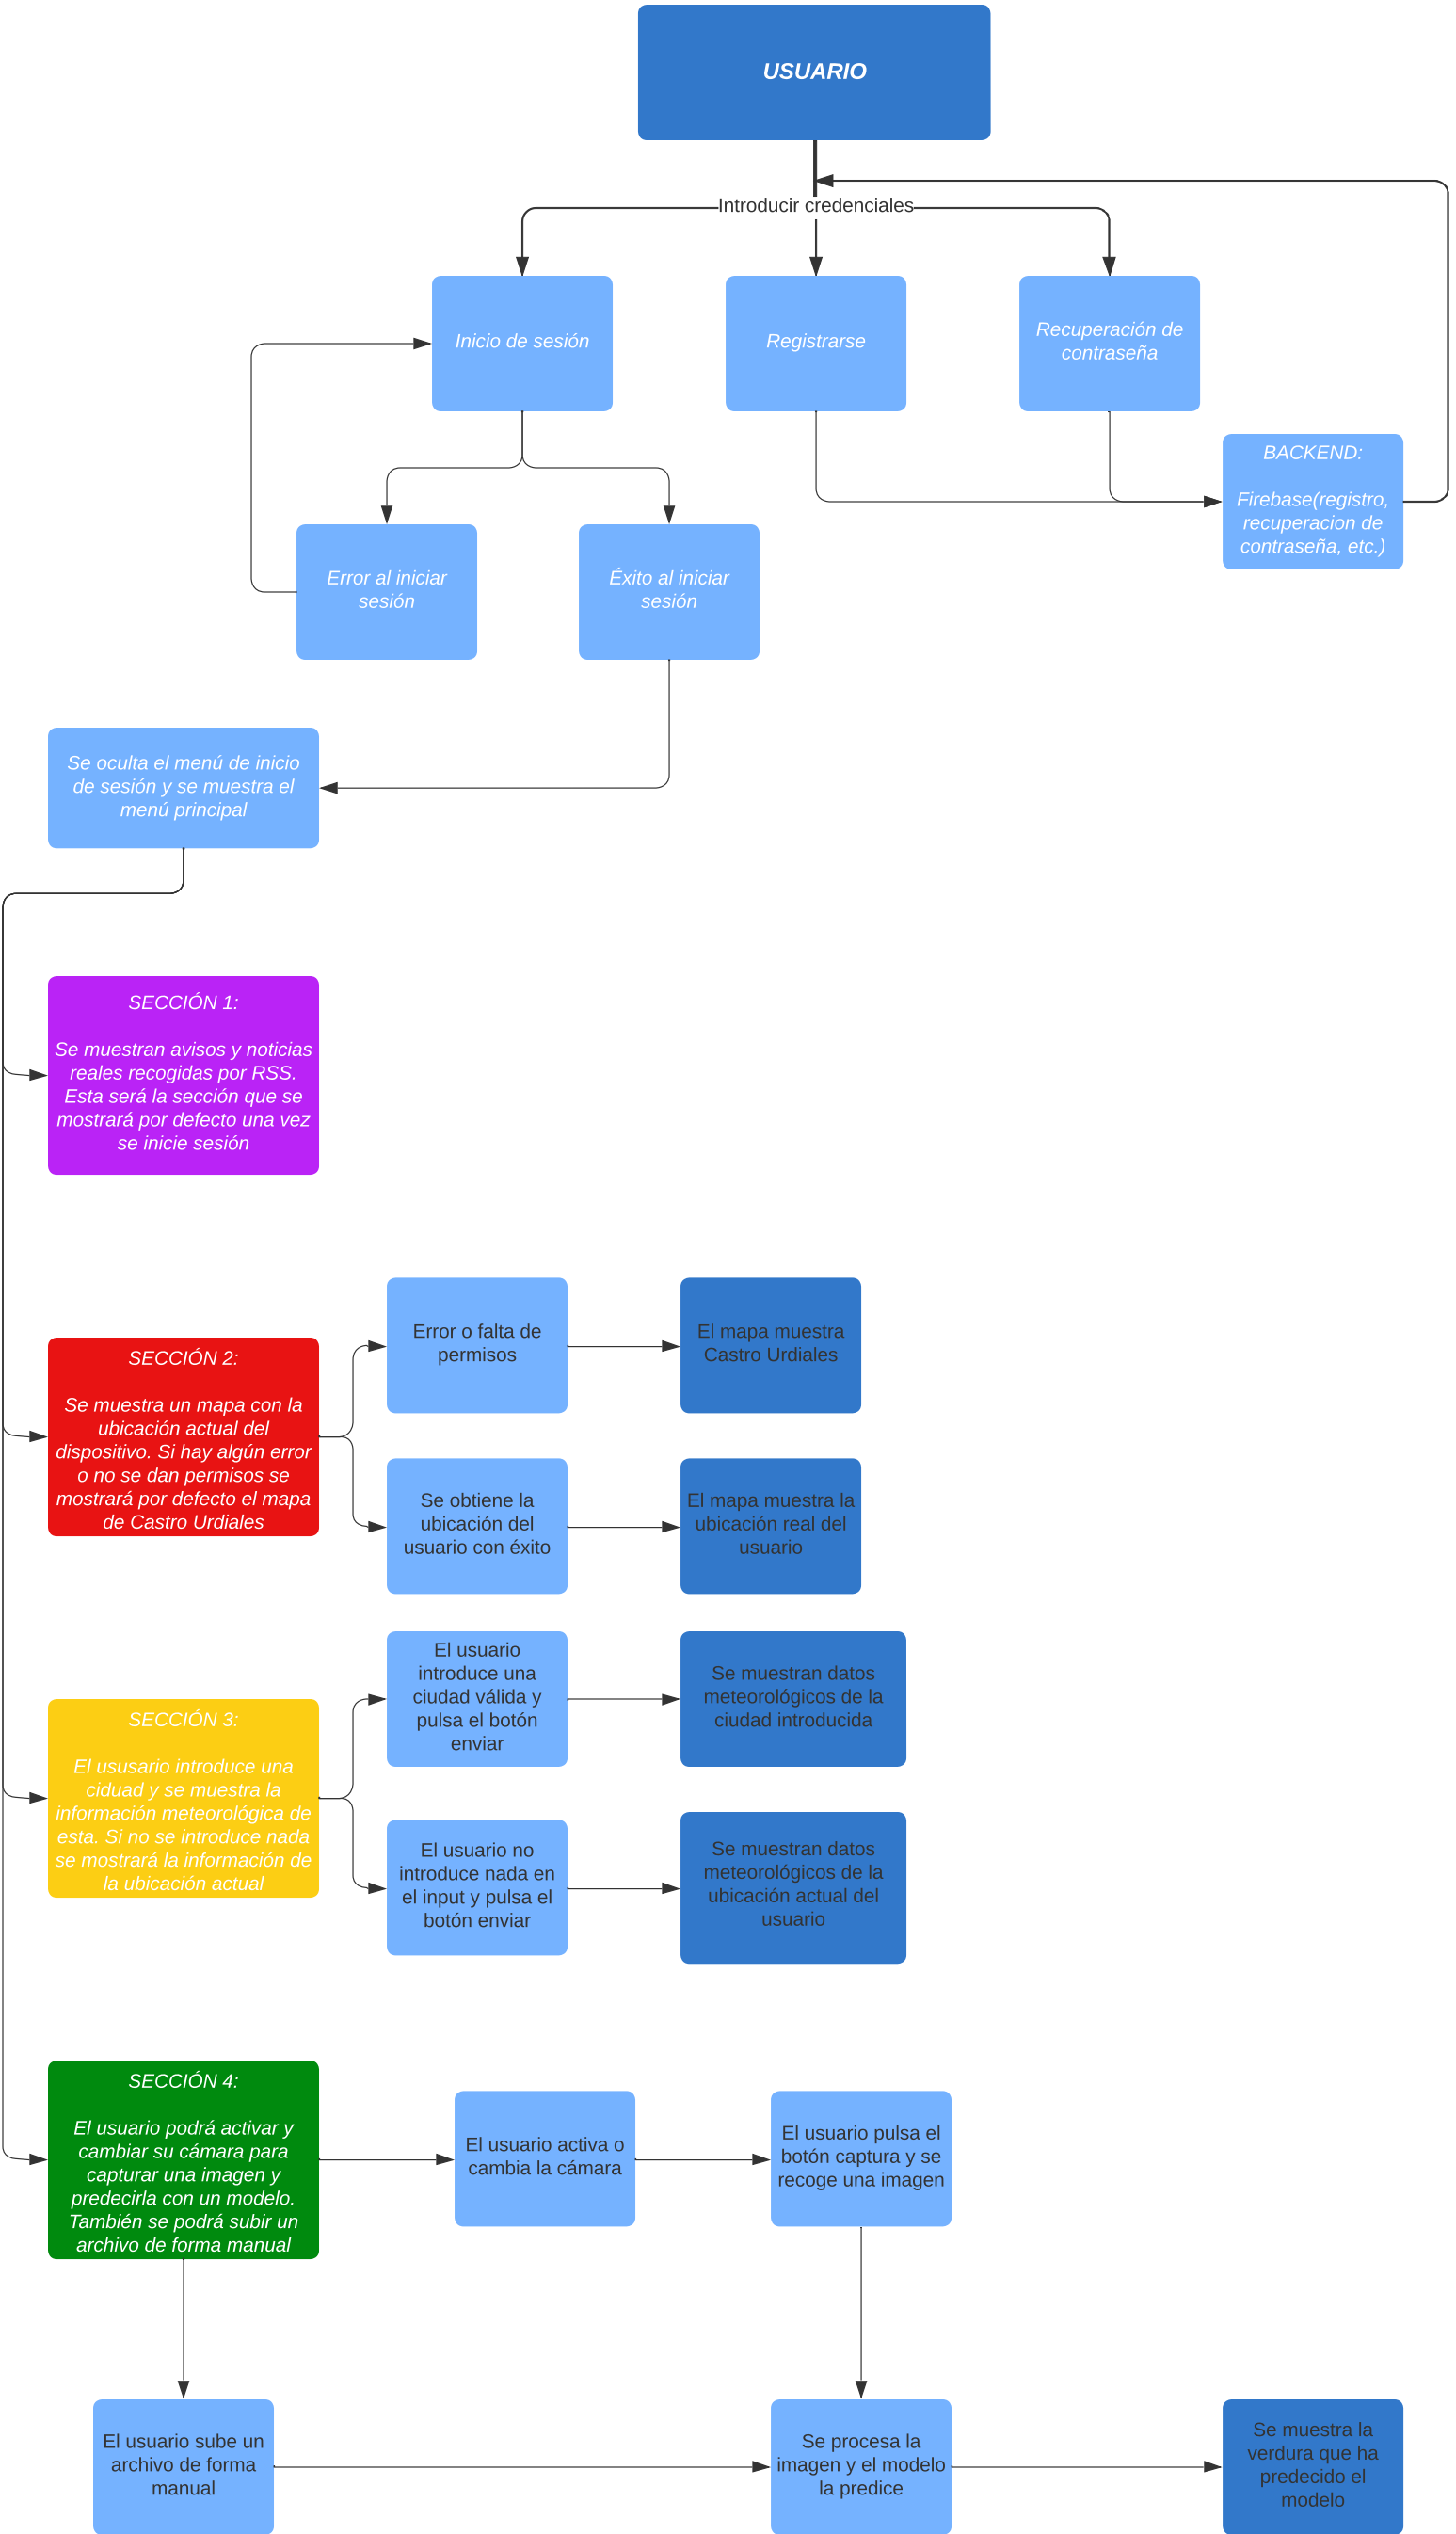 USUARIO
Introducir credenciales
Inicio de sesión
Registrarse
Recuperación de
contraseña
BACKEND:
Firebase(registro,
recuperacion de
contraseña, etc.)
Error al iniciar
sesión
Éxito al iniciar
sesión
Se oculta el menú de inicio
de sesión y se muestra el
menú principal
SECCIÓN 1:
Se muestran avisos y noticias
reales recogidas por RSS.
Esta será la sección que se
mostrará por defecto una vez
se inicie sesión
SECCIÓN 2:
Se muestra un mapa con la
ubicación actual del
dispositivo. Si hay algún error
o no se dan permisos se
mostrará por defecto el mapa
de Castro Urdiales
Error o falta de
permisos
El mapa muestra
Castro Urdiales
Se obtiene la
ubicación del
usuario con éxito
El mapa muestra la
ubicación real del
usuario
SECCIÓN 3:
El ususario introduce una
ciduad y se muestra la
información meteorológica de
esta. Si no se introduce nada
se mostrará la información de
la ubicación actual
El usuario
introduce una
ciudad válida y
pulsa el botón
enviar
Se muestran datos
meteorológicos de la
ciudad introducida
El usuario no
introduce nada en
el input y pulsa el
botón enviar
Se muestran datos
meteorológicos de la
ubicación actual del
usuario
SECCIÓN 4:
El usuario podrá activar y
cambiar su cámara para
capturar una imagen y
predecirla con un modelo.
También se podrá subir un
archivo de forma manual
El usuario activa o
cambia la cámara
El usuario pulsa el
botón captura y se
recoge una imagen
El usuario sube un
archivo de forma
manual
Se procesa la
imagen y el modelo
la predice
Se muestra la
verdura que ha
predecido el
modelo